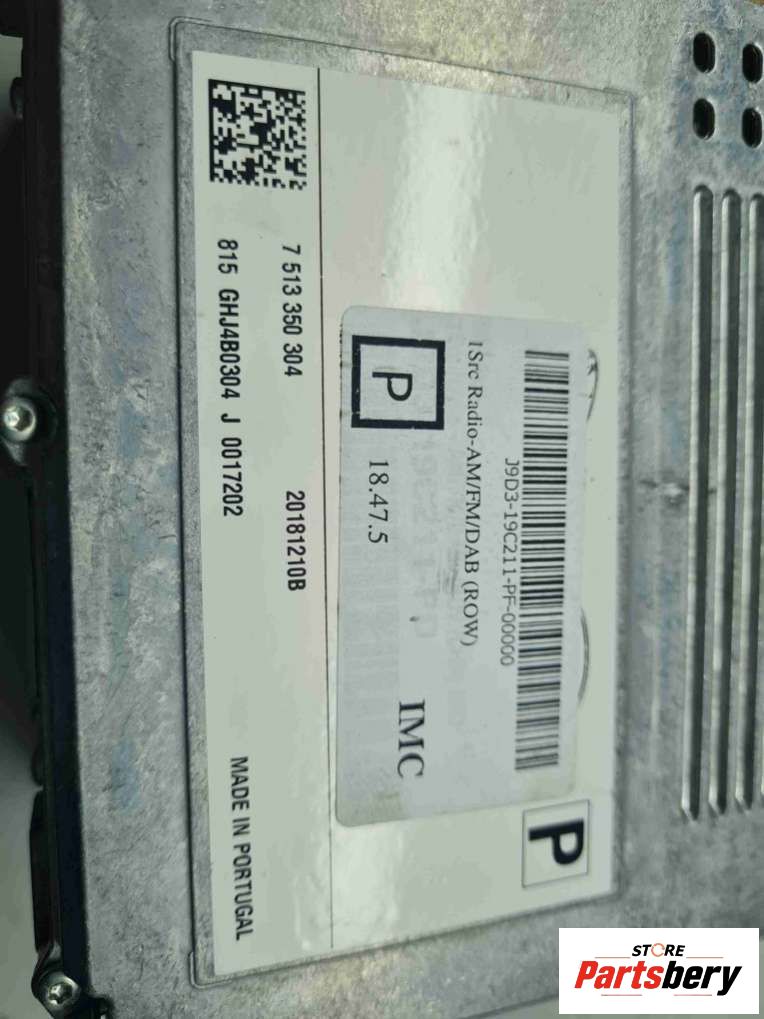 J9D3-19C211-PF-00000
1Src Radio-AM/FM/DAB (ROW)
P
18.47.5
IMC
P
7 513 350 304
20181210B
815 GHJ4B0304 J 0017202
MADE IN PORTUGAL
STORE
Partsbery